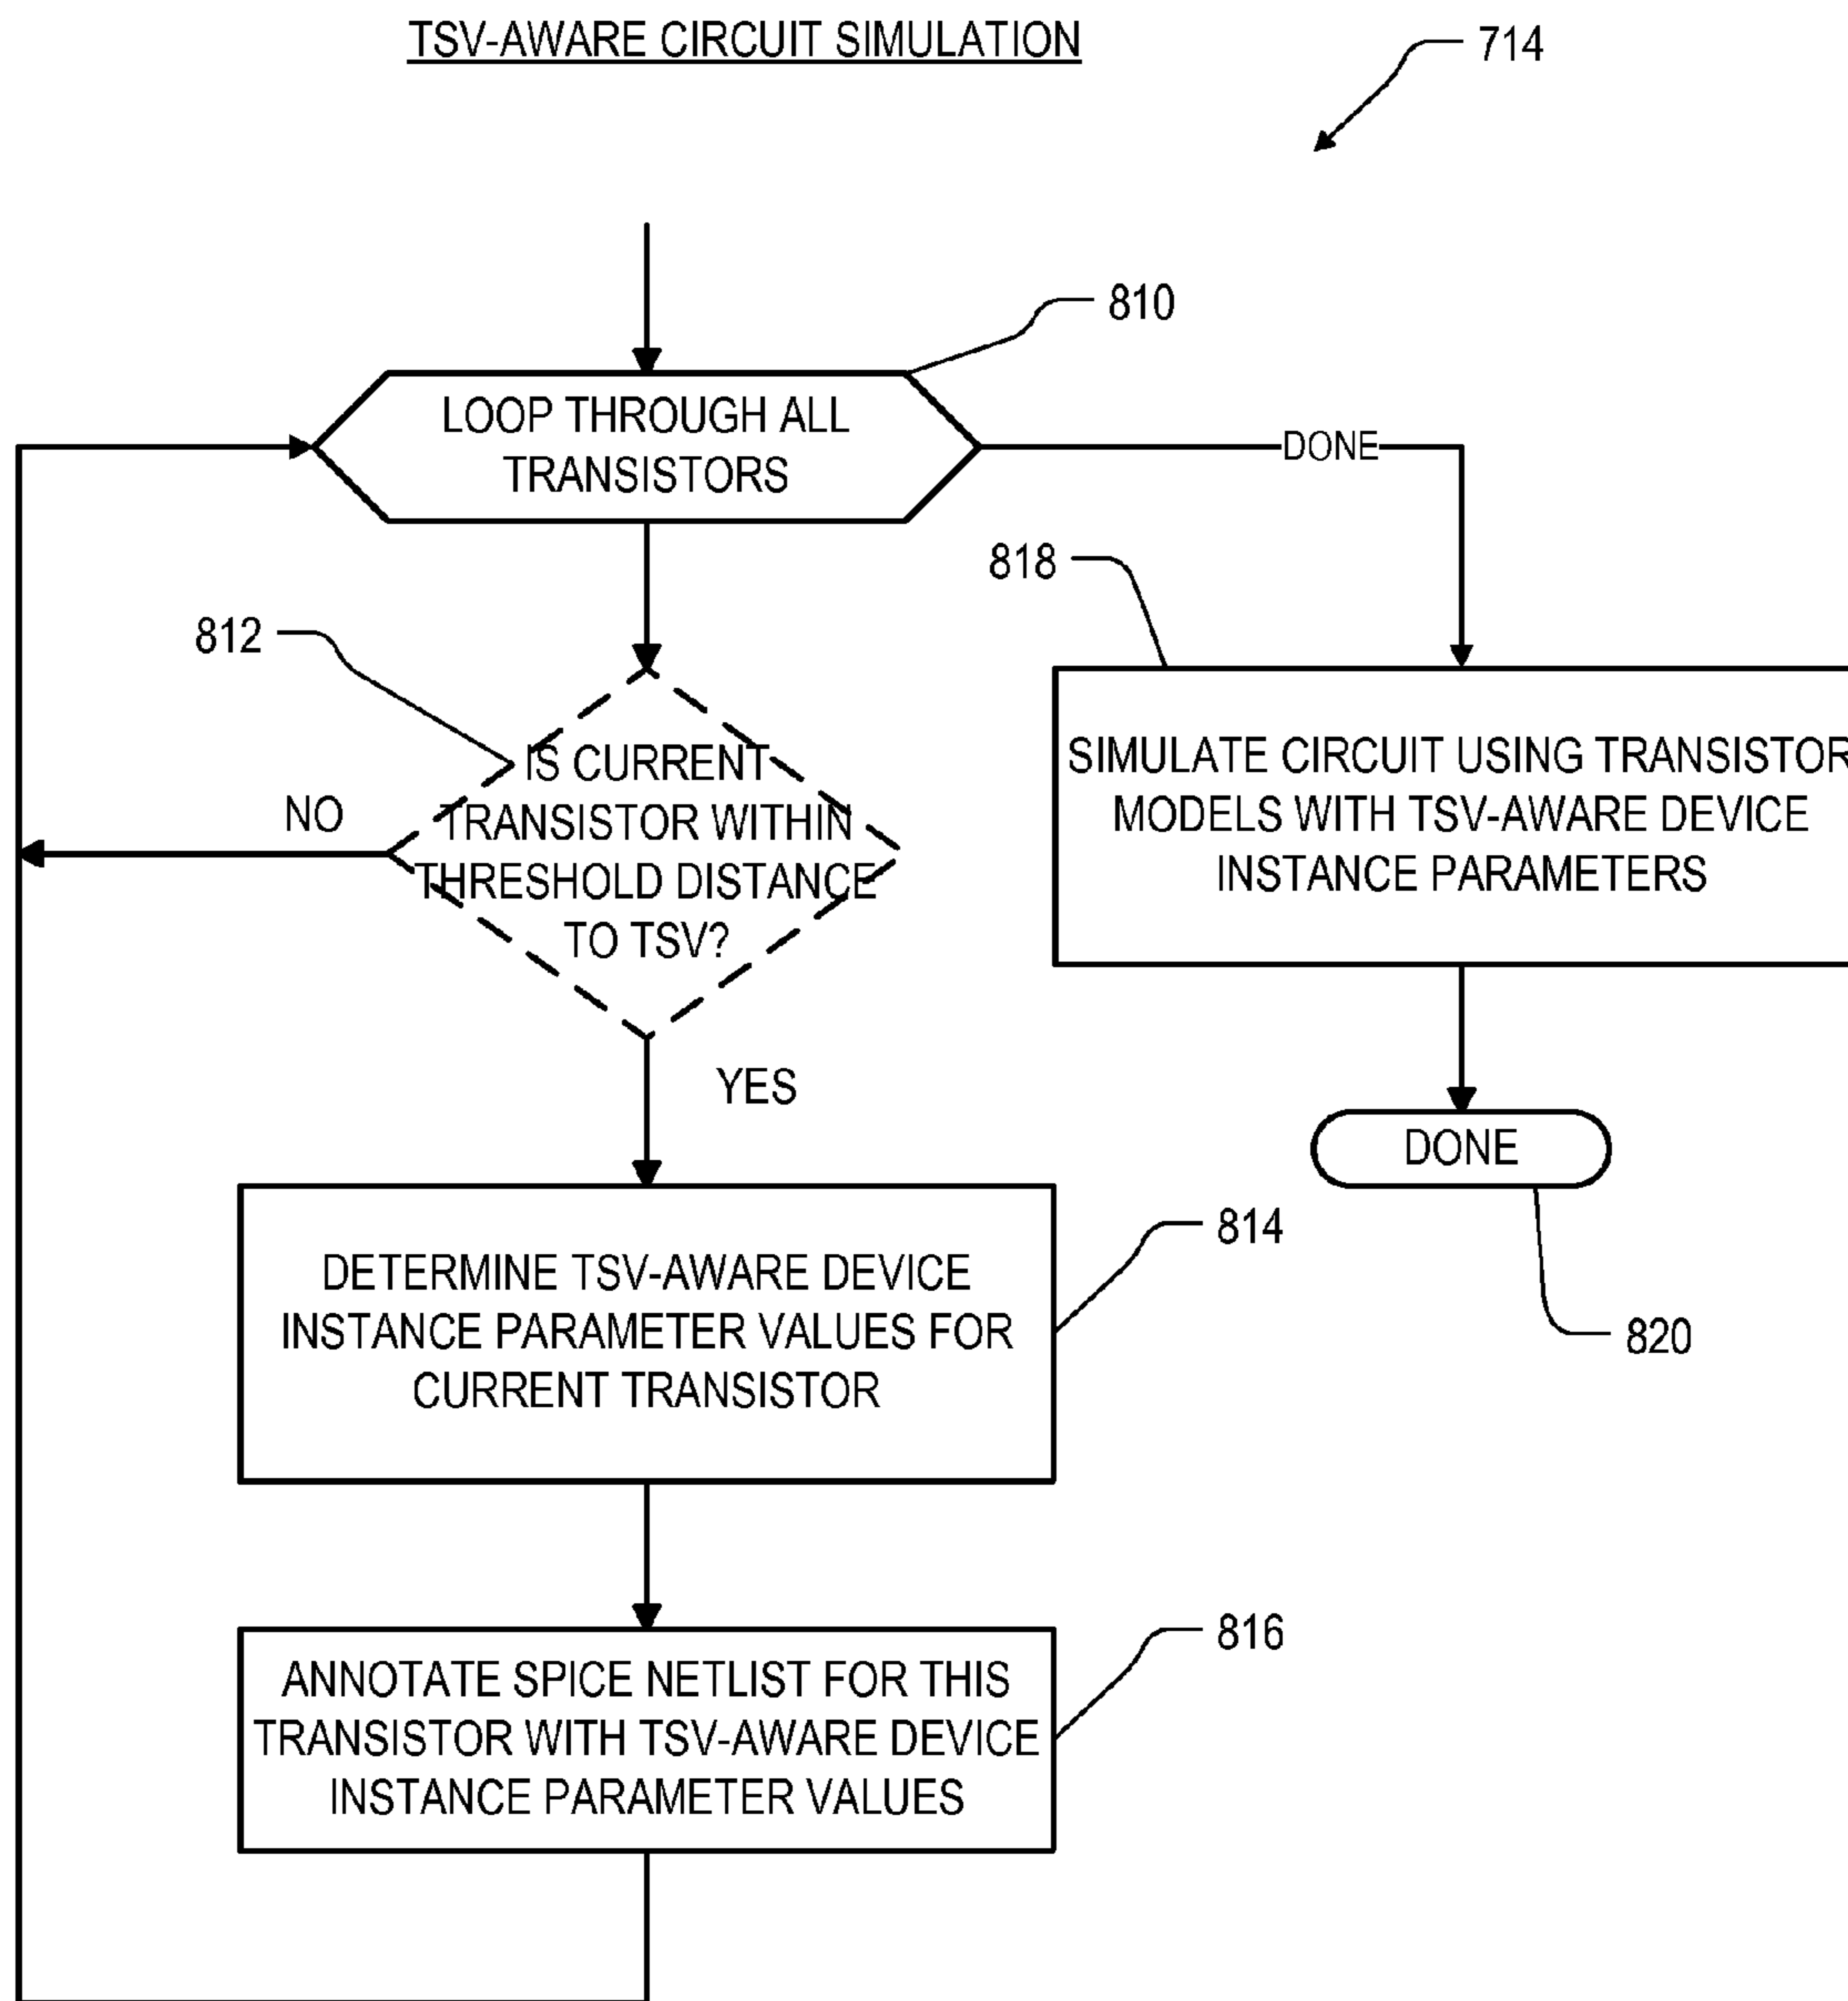 TSV-AWARE CIRCUIT SIMULATION
714
810
LOOP THROUGH ALL
TRANSISTORS
DONE
818
812
IS CURRENT
TRANSISTOR WITHIN
THRESHOLD DISTANCE
TO TSV?
NO
SIMULATE CIRCUIT USING TRANSISTOR
MODELS WITH TSV-AWARE DEVICE
INSTANCE PARAMETERS
YES
DONE
820
814
DETERMINE TSV-AWARE DEVICE
INSTANCE PARAMETER VALUES FOR
CURRENT TRANSISTOR
816
ANNOTATE SPICE NETLIST FOR THIS
TRANSISTOR WITH TSV-AWARE DEVICE
INSTANCE PARAMETER VALUES